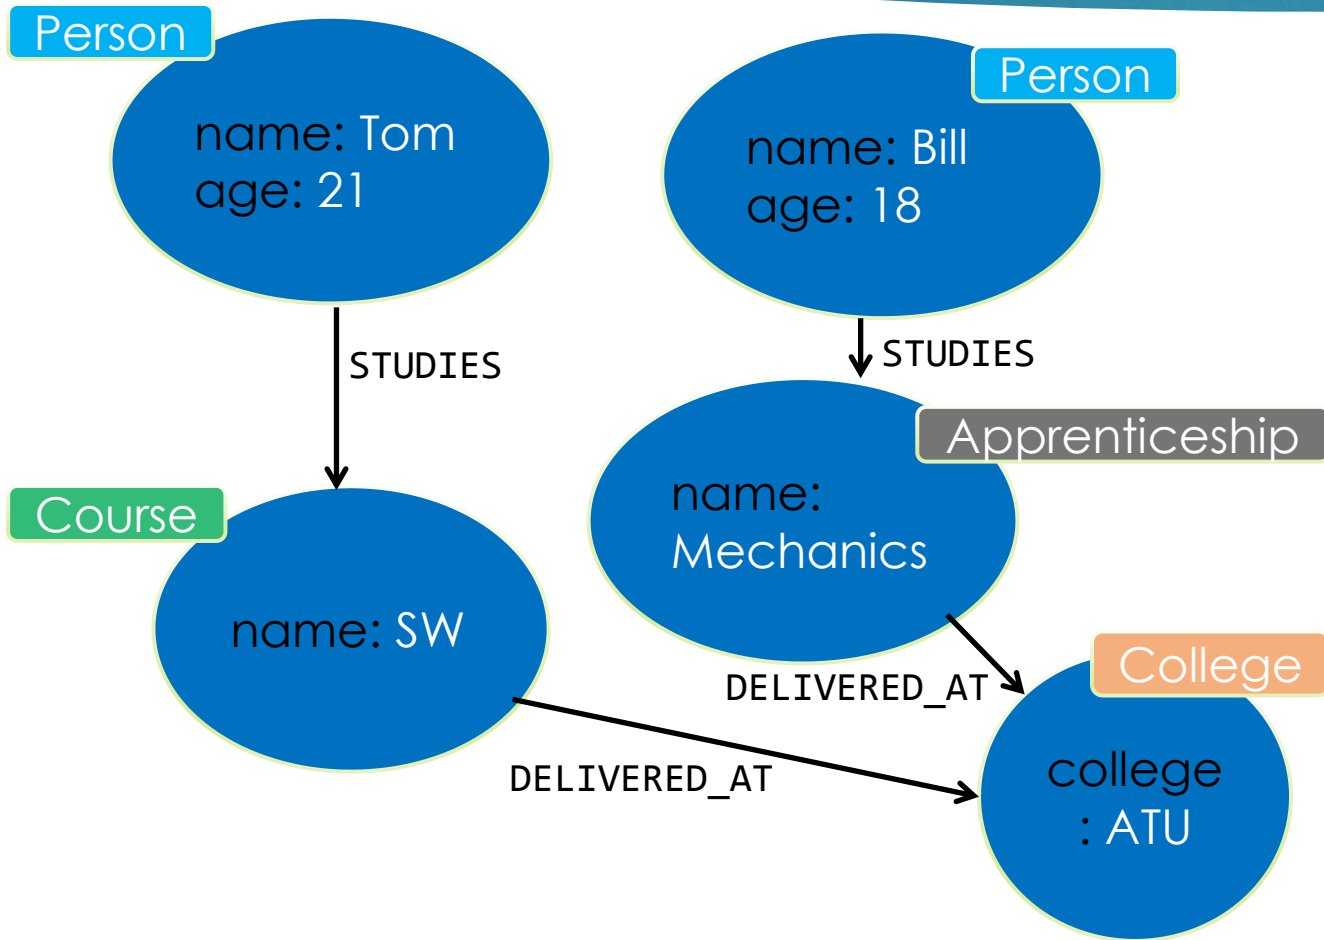 Person
name: Tom
age: 21
Person
name: Bill
age: 18
STUDIES
STUDIES
Apprenticeship
name:
Mechanics
Course
name: SW
College
DELIVERED_AT
DELIVERED_AT
college
: ATU